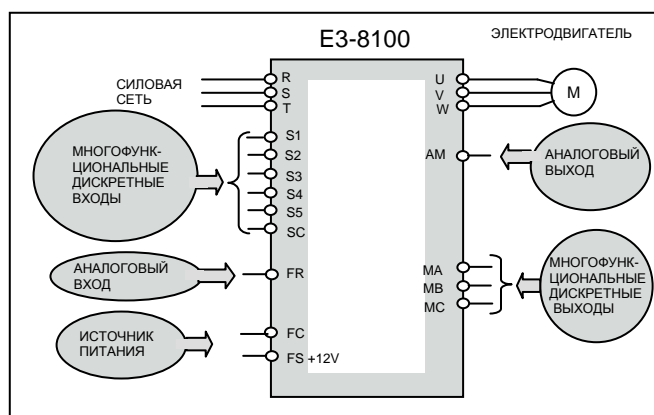 E3-8100
ЭЛЕКТРОДВИГАТЕЛЬ
СИЛОВАЯ
СЕТЬ
R
S
T
U
V
W
M
МНОГОФУНК-
ЦИОНАЛЬНЫЕ
ДИСКРЕТНЫЕ
ВХОДЫ
S1
S2
S3
S4
S5
SC
AM
АНАЛОГОВЫЙ
ВЫХОД
АНАЛОГОВЫЙ
ВХОД
FR
MA
MB
MC
МНОГОФУНК-
ЦИОНАЛЬНЫЕ
ДИСКРЕТНЫЕ
ВЫХОДЫ
ИСТОЧНИК
ПИТАНИЯ
FC
FS +12V